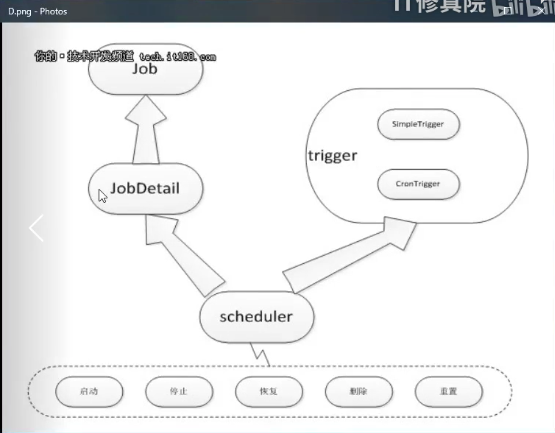 D.png - Photos
IT修真院 bilibili
你的·技术开发频道 tech.it168.com
Job
SimpleTrigger
trigger
CronTrigger
JobDetail
scheduler
启动
停止
恢复
删除
重置